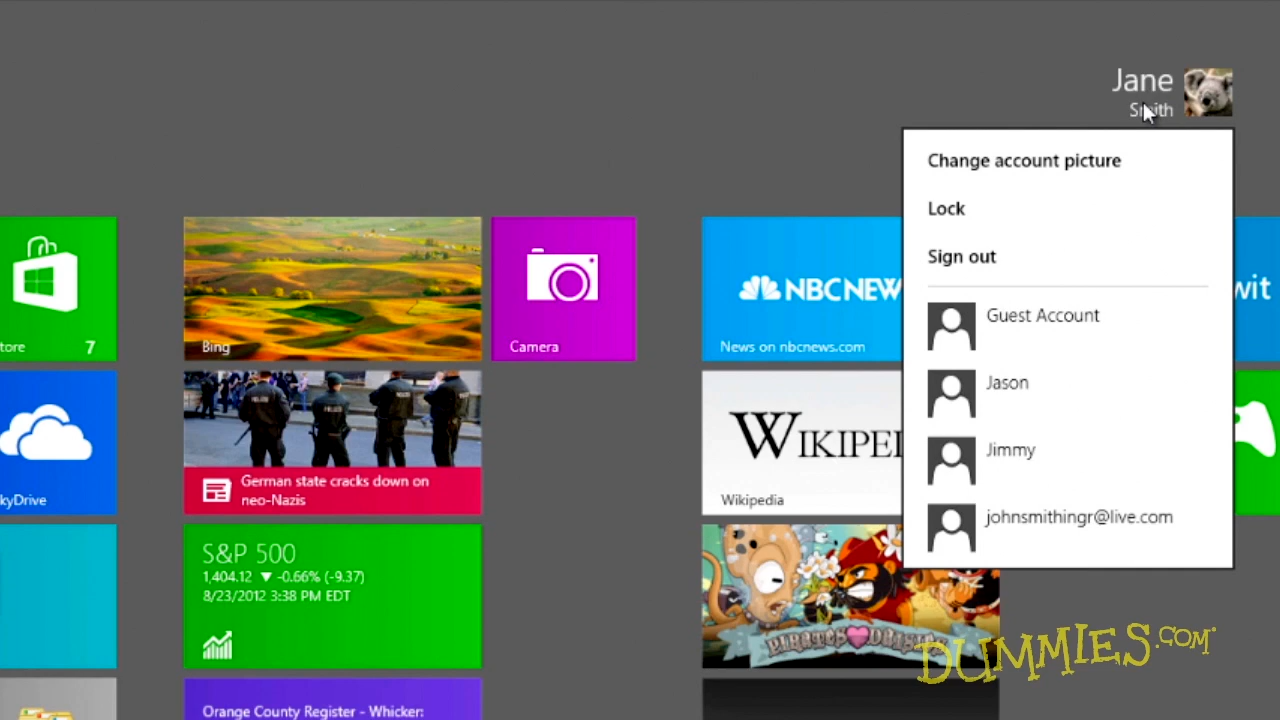 Jane
Smith
Change account picture
Lock
Sign out
Guest Account
Jason
Jimmy
johnsmithingr@live.com
tore 7
Bing
Camera
NBCNEW
News on nbcnews.com
wit
kyDrive
POLIZEI
German state cracks down on
neo-Nazis
WIKIPE
Wikipedia
S&P 500
1,404.12 ▼ -0.66% (-9.37)
8/23/2012 3:38 PM EDT
PIRATES
DUMMIES.COM
Orange County Register - Whicker: